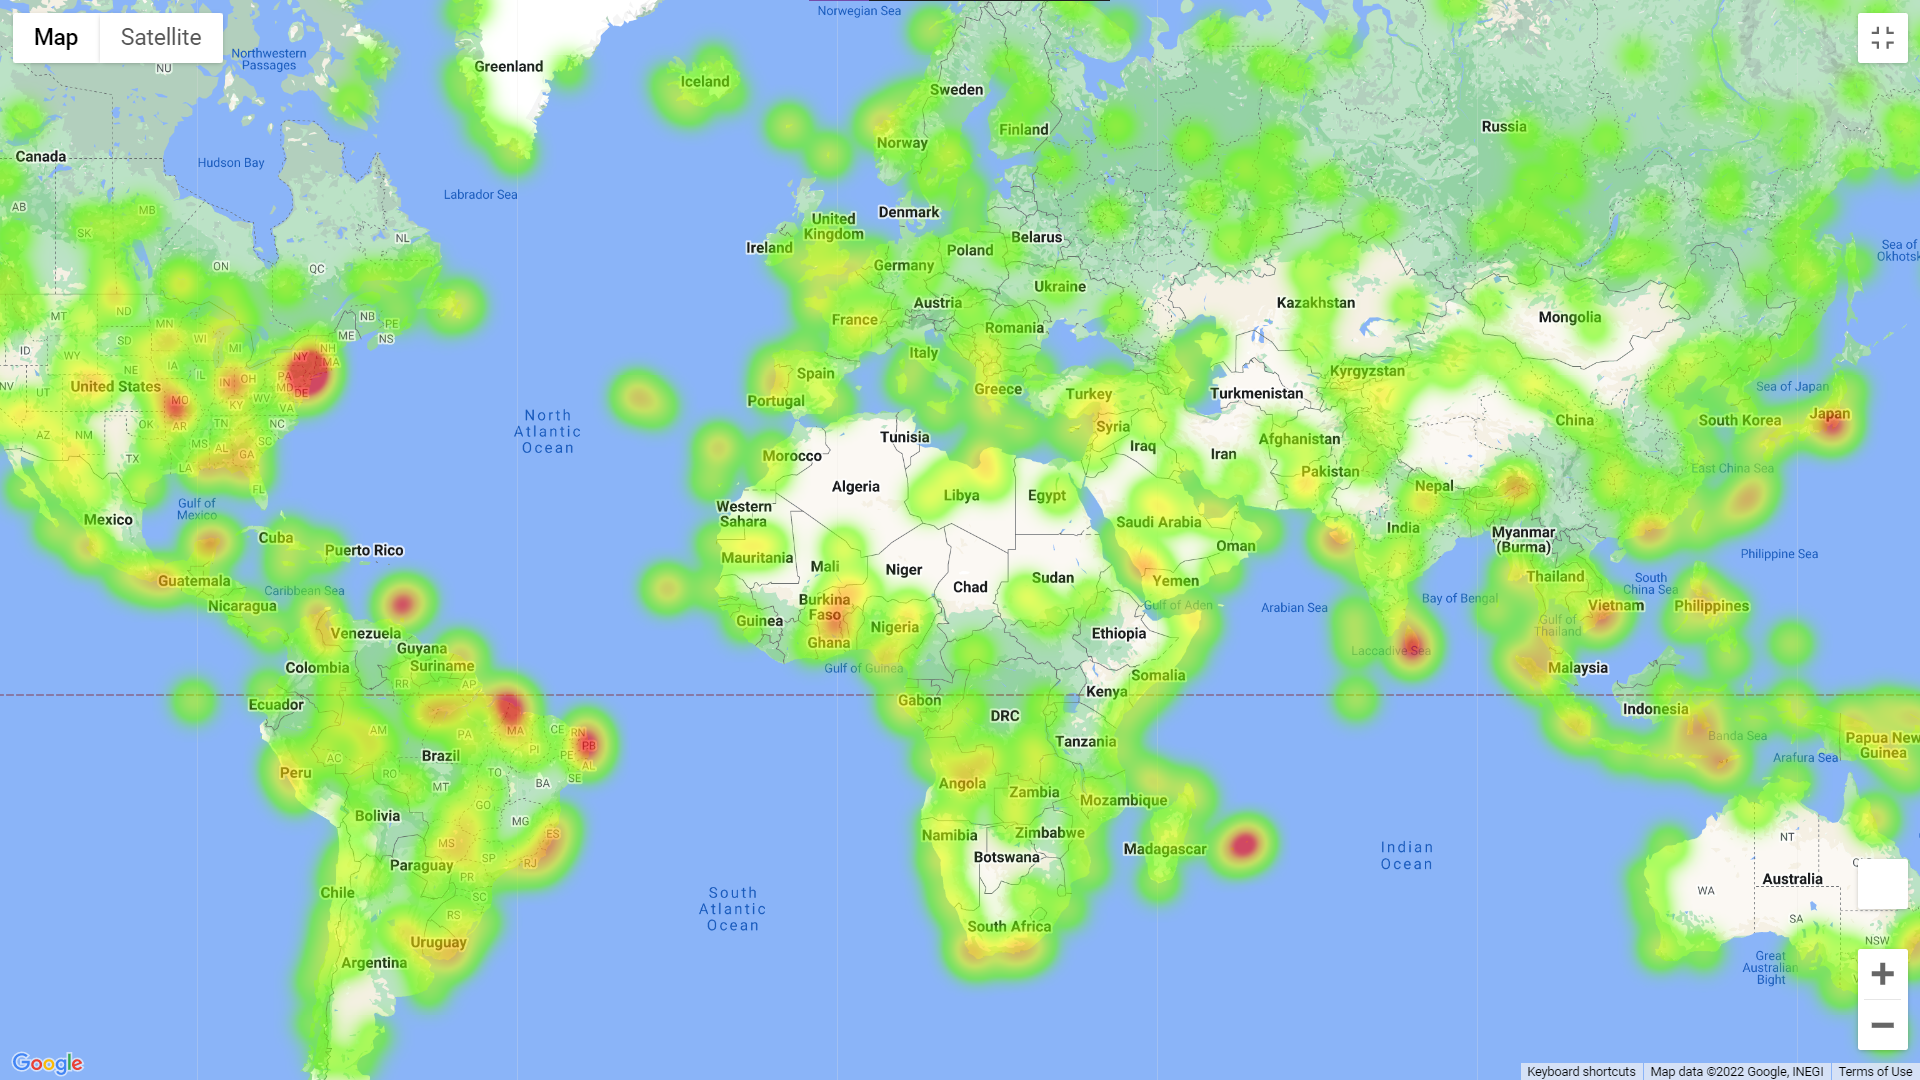 Map
Satellite
Norwegian Sea
Northwestern
Passages
NU
Greenland
Iceland
Sweden
Finland
Norway
Russia
Canada
Hudson Bay
Labrador Sea
AB
MB
SK
NL
ON
QC
Denmark
United
Kingdom
Ireland
Belarus
Poland
Germany
Ukraine
Sea of
Okhotsk
Austria
Kazakhstan
Mongolia
MT
ND
MN
NB
PE
ME
NS
France
Romania
ID
SD
WI
MI
NH
NY
MA
WY
Italy
NV
UT
NE
IA
IL
IN
OH
PA
MD
DE
United States
Spain
Portugal
Greece
Turkey
Turkmenistan
Kyrgyzstan
Sea of Japan
MO
KY
WV
VA
North
Atlantic
Ocean
Syria
China
South Korea
Japan
AZ
NM
OK
AR
TN
NC
MS
AL
GA
SC
Tunisia
Iraq
Iran
Afghanistan
TX
LA
Morocco
Algeria
Libya
Egypt
Pakistan
Nepal
East China Sea
FL
Gulf of
Mexico
Mexico
Western
Sahara
Saudi Arabia
India
Myanmar
(Burma)
Cuba
Puerto Rico
Mauritania
Oman
Philippine Sea
Guatemala
Caribbean Sea
Mali
Niger
Chad
Sudan
Yemen
Thailand
South
China Sea
Nicaragua
Burkina
Faso
Gulf of Aden
Arabian Sea
Bay of Bengal
Vietnam
Philippines
Guinea
Nigeria
Ethiopia
Gulf of
Thailand
Venezuela
Guyana
Ghana
Laccadive Sea
Colombia
Suriname
Gulf of Guinea
Somalia
Malaysia
RR
AP
Ecuador
Gabon
Kenya
DRC
Indonesia
AM
PA
MA
CE
RN
PB
PI
PE
AL
SE
Brazil
Tanzania
Banda Sea
Arafura Sea
Papua New
Guinea
AC
RO
TO
MT
BA
Peru
Angola
Zambia
Mozambique
GO
Bolivia
MG
ES
MS
SP
RJ
PR
SC
RS
Paraguay
Namibia
Zimbabwe
Botswana
Madagascar
Indian
Ocean
NT
WA
Australia
SA
NSW
Chile
South
Atlantic
Ocean
South Africa
Uruguay
Argentina
Great
Australian
Bight
Google
Keyboard shortcuts
Map data ©2022 Google, INEGI
Terms of Use